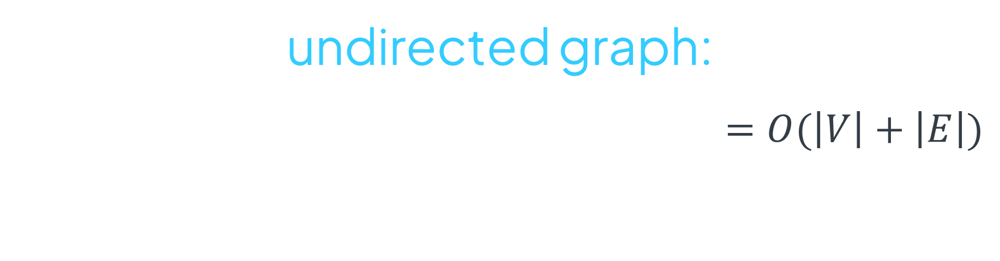 undirected graph:
= O(|V| + |E|)